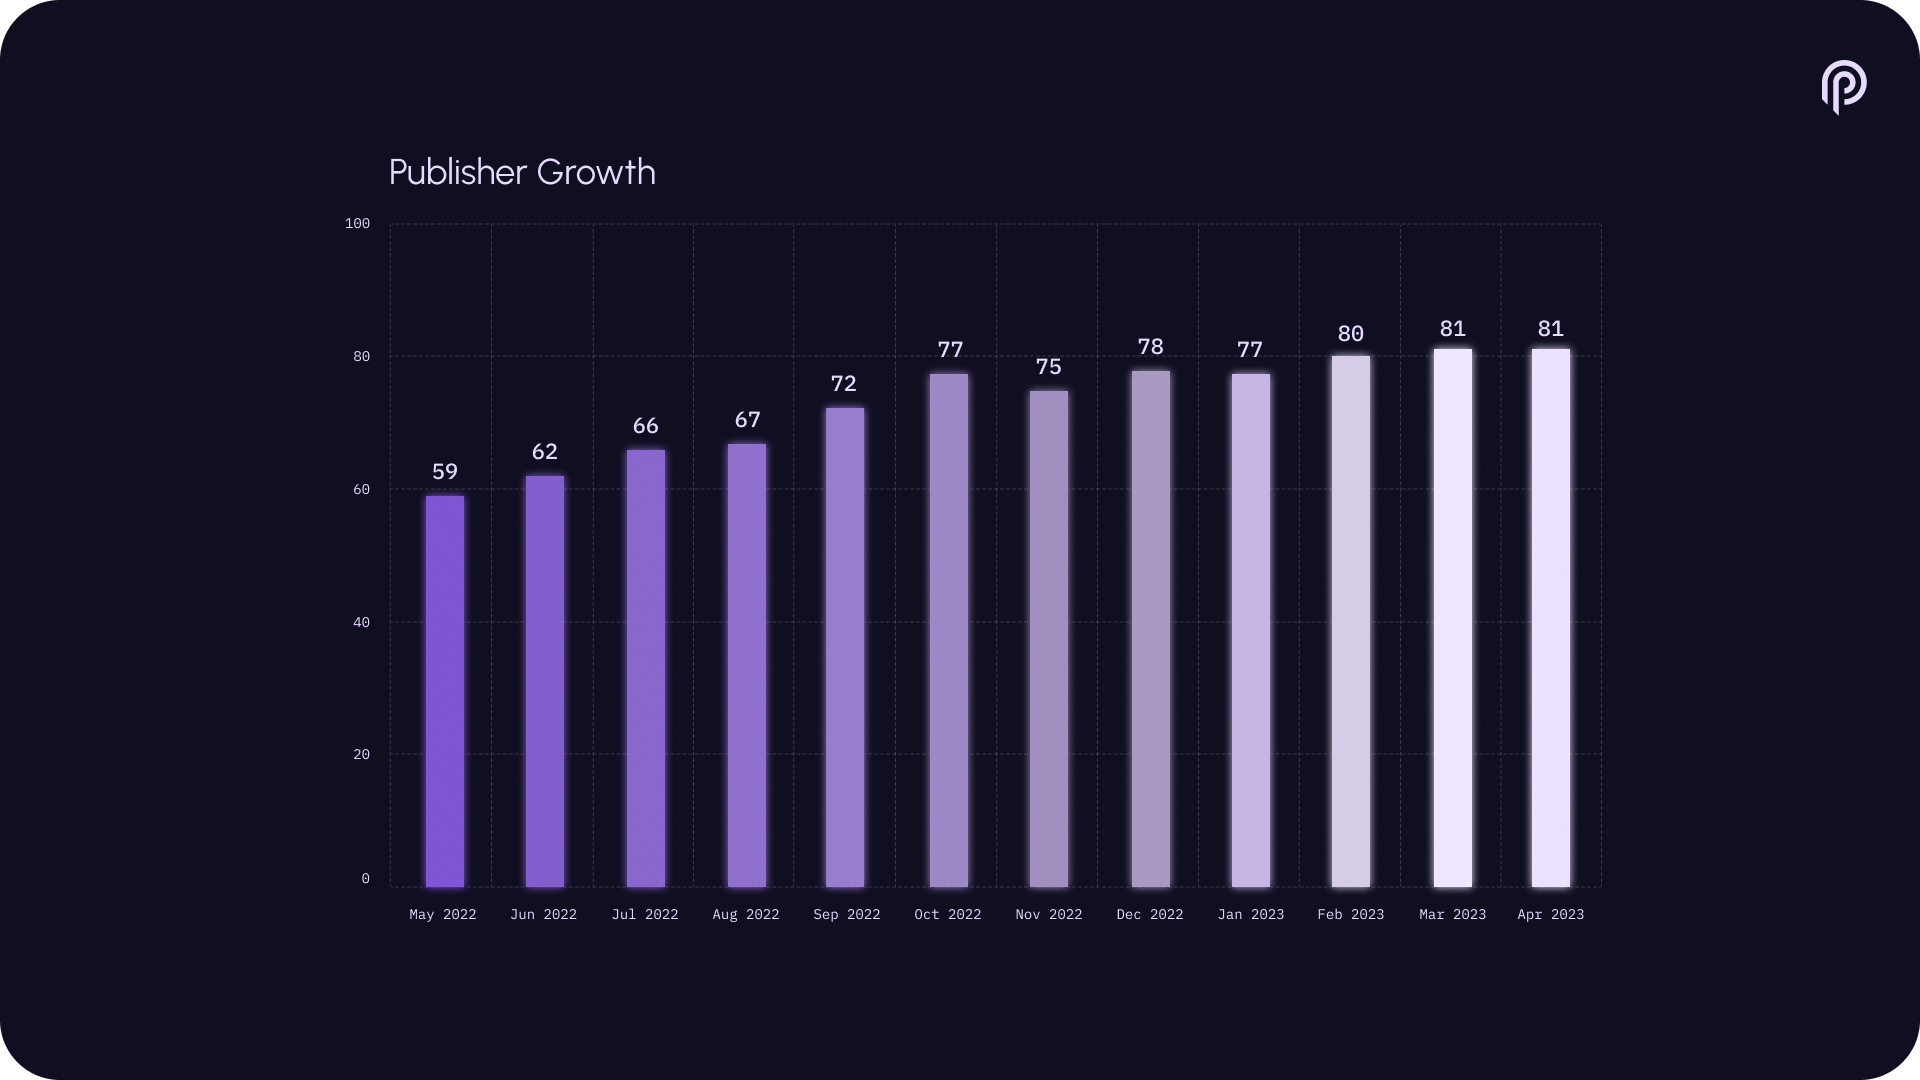 Publisher Growth
100
80
60
40
20
0
59
62
66
67
72
77
75
78
77
80
81
81
May 2022
Jun 2022
Jul 2022
Aug 2022
Sep 2022
Oct 2022
Nov 2022
Dec 2022
Jan 2023
Feb 2023
Mar 2023
Apr 2023